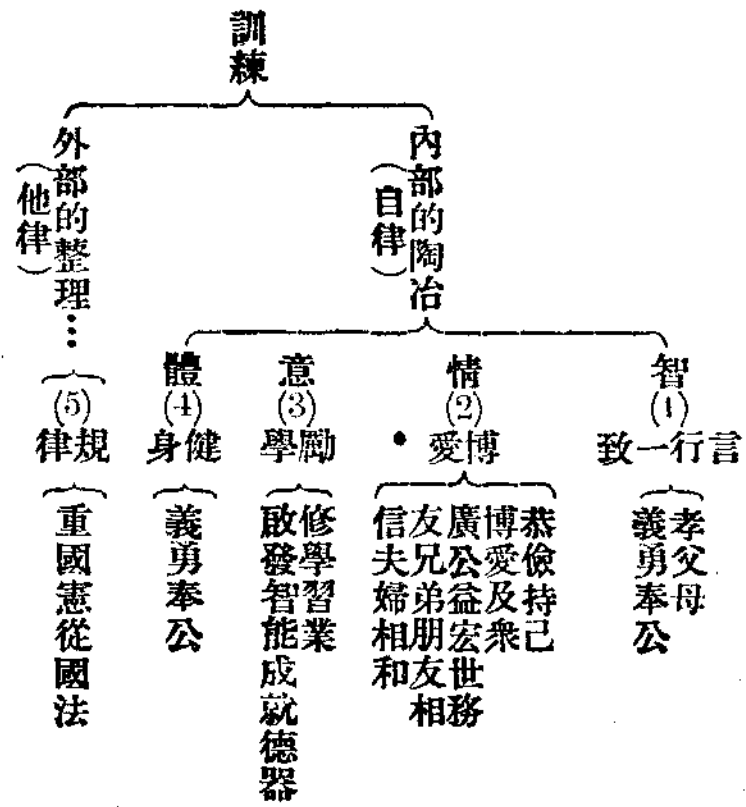 訓練
內部的陶冶
(自律)
智
(1)
言行一致
孝父母
義勇奉公
情
(2)
博愛
恭儉持己
博愛及衆
廣公益宏世務
友兄弟朋友相
信夫婦相和
意
(3)
勵學
修學習業
啟發智能成就德器
體
(4)
健身
義勇奉公
外部的整理…
(他律)
(5)
規律
重國憲從國法